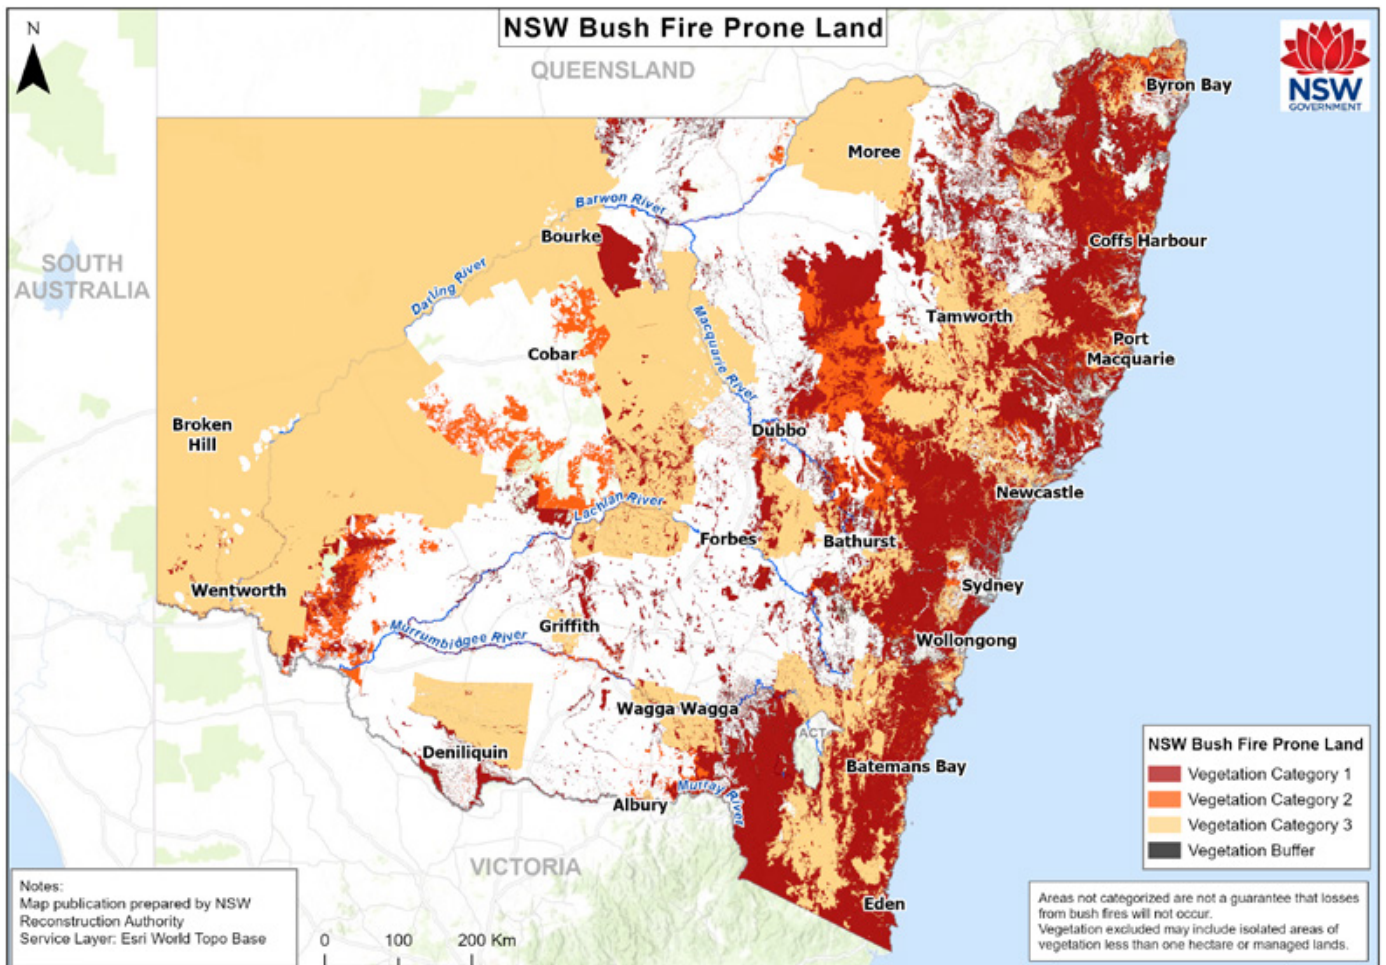 NSW Bush Fire Prone Land
N
QUEENSLAND
NSW
GOVERNMENT
Byron Bay
Moree
Barwon River
Bourke
Coffs Harbour
SOUTH
AUSTRALIA
Darling River
Tamworth
Macquarie River
Port
Macquarie
Cobar
Broken
Hill
Dubbo
Newcastle
Lachlan River
Forbes
Bathurst
Sydney
Wentworth
Griffith
Murrumbidgee River
Wollongong
Wagga Wagga
ACT
Deniliquin
Batemans Bay
Albury
Murray River
VICTORIA
Eden
NSW Bush Fire Prone Land
Vegetation Category 1
Vegetation Category 2
Vegetation Category 3
Vegetation Buffer
Notes:
Map publication prepared by NSW
Reconstruction Authority
Service Layer: Esri World Topo Base
0 100 200 Km
Areas not categorized are not a guarantee that losses
from bush fires will not occur.
Vegetation excluded may include isolated areas of
vegetation less than one hectare or managed lands.